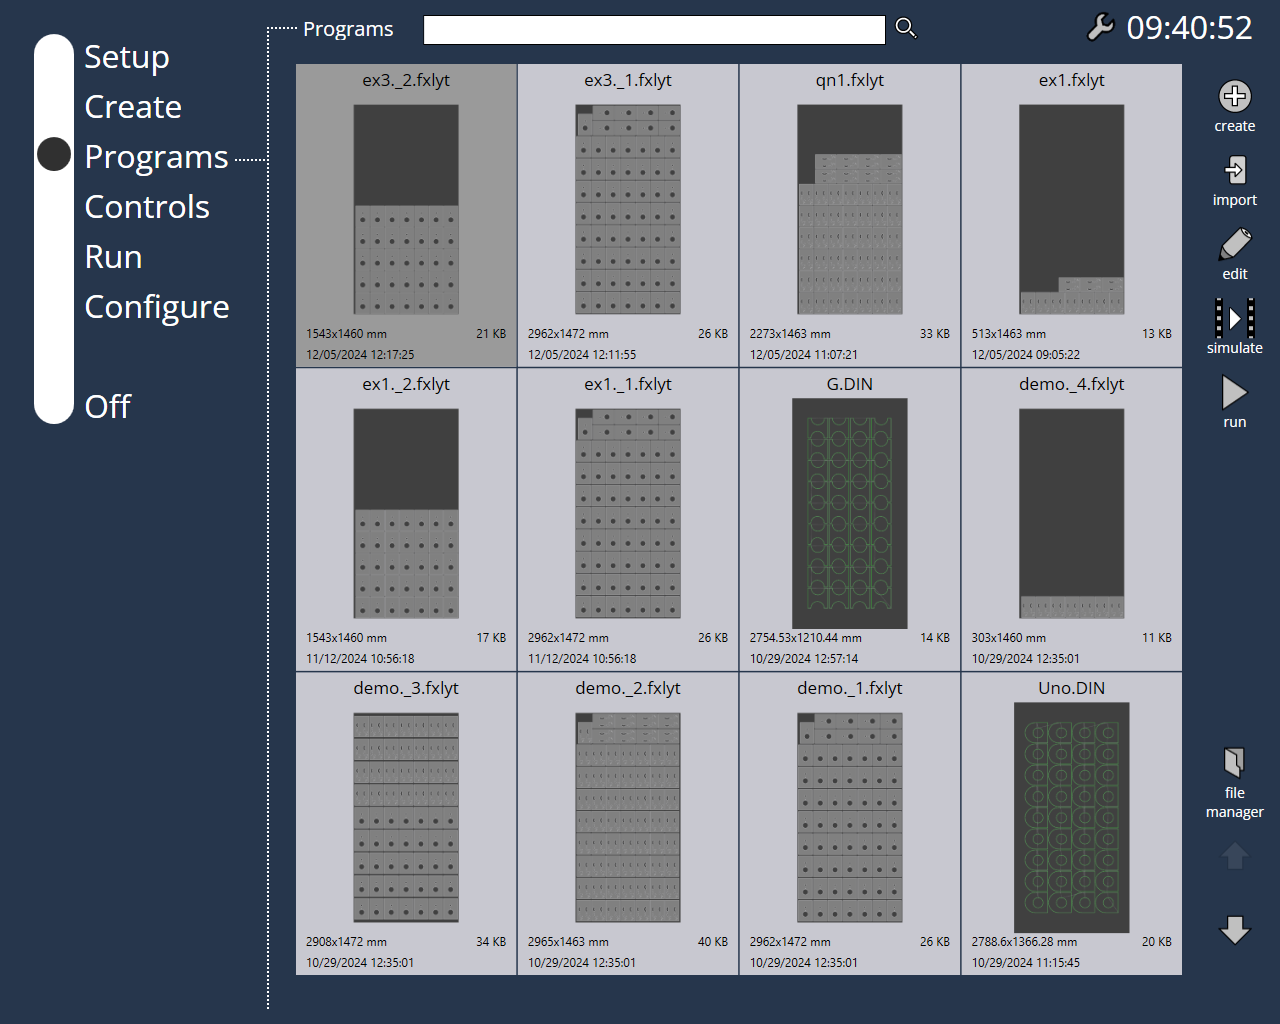 Programs
09:40:52
Setup
Create
Programs
Controls
Run
Configure
Off
ex3._2.fxlyt
1543x1460 mm 21 KB
12/05/2024 12:17:25
ex3._1.fxlyt
2962x1472 mm 26 KB
12/05/2024 12:11:55
qn1.fxlyt
2273x1463 mm 33 KB
12/05/2024 11:07:21
ex1.fxlyt
513x1463 mm 13 KB
12/05/2024 09:05:22
ex1._2.fxlyt
1543x1460 mm 17 KB
11/12/2024 10:56:18
ex1._1.fxlyt
2962x1472 mm 26 KB
11/12/2024 10:56:18
G.DIN
2754.53x1210.44 mm 14 KB
10/29/2024 12:57:14
demo._4.fxlyt
303x1460 mm 11 KB
10/29/2024 12:35:01
demo._3.fxlyt
2908x1472 mm 34 KB
10/29/2024 12:35:01
demo._2.fxlyt
2965x1463 mm 40 KB
10/29/2024 12:35:01
demo._1.fxlyt
2962x1472 mm 26 KB
10/29/2024 12:35:01
Uno.DIN
2788.6x1366.28 mm 20 KB
10/29/2024 11:15:45
create
import
edit
simulate
run
file
manager